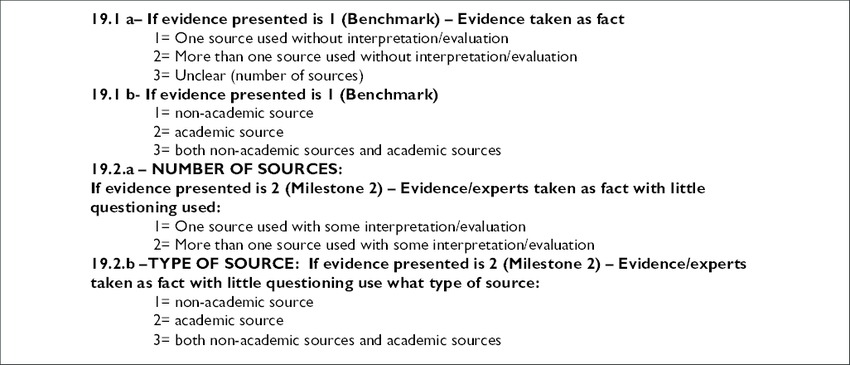 19.1 a– If evidence presented is 1 (Benchmark) – Evidence taken as fact
1= One source used without interpretation/evaluation
2= More than one source used without interpretation/evaluation
3= Unclear (number of sources)
19.1 b- If evidence presented is 1 (Benchmark)
1= non-academic source
2= academic source
3= both non-academic sources and academic sources
19.2.a – NUMBER OF SOURCES:
If evidence presented is 2 (Milestone 2) – Evidence/experts taken as fact with little
questioning used:
1= One source used with some interpretation/evaluation
2= More than one source used with some interpretation/evaluation
19.2.b –TYPE OF SOURCE: If evidence presented is 2 (Milestone 2) – Evidence/experts
taken as fact with little questioning use what type of source:
1= non-academic source
2= academic source
3= both non-academic sources and academic sources